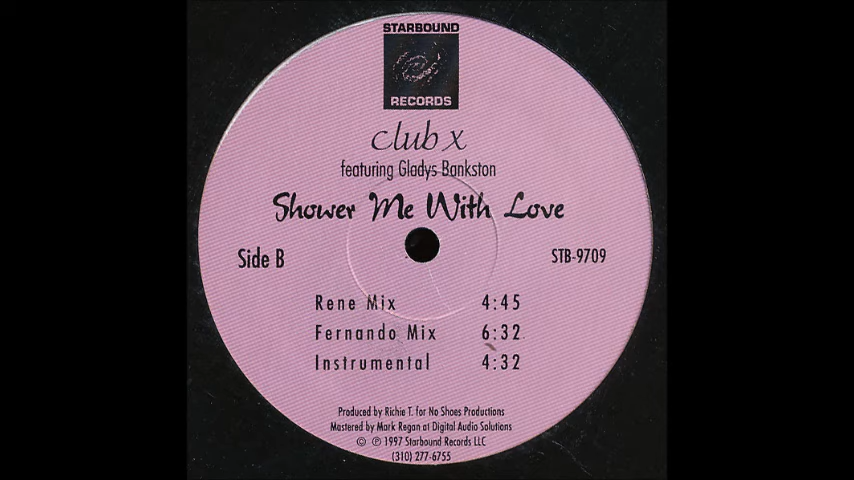 STARBOUND
RECORDS
club x
featuring Gladys Bankston
Shower Me With Love
Side B
STB-9709
Rene Mix 4:45
Fernando Mix 6:32
Instrumental 4:32
Produced by Richie T. for No Shoes Productions
Mastered by Mark Regan at Digital Audio Solutions
© ℗ 1997 Starbound Records LLC
(310) 277-6755